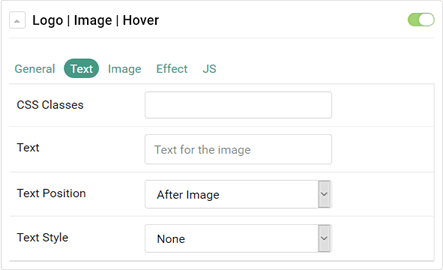 Logo | Image | Hover
General Text Image Effect JS
CSS Classes
Text Text for the image
Text Position After Image
Text Style None